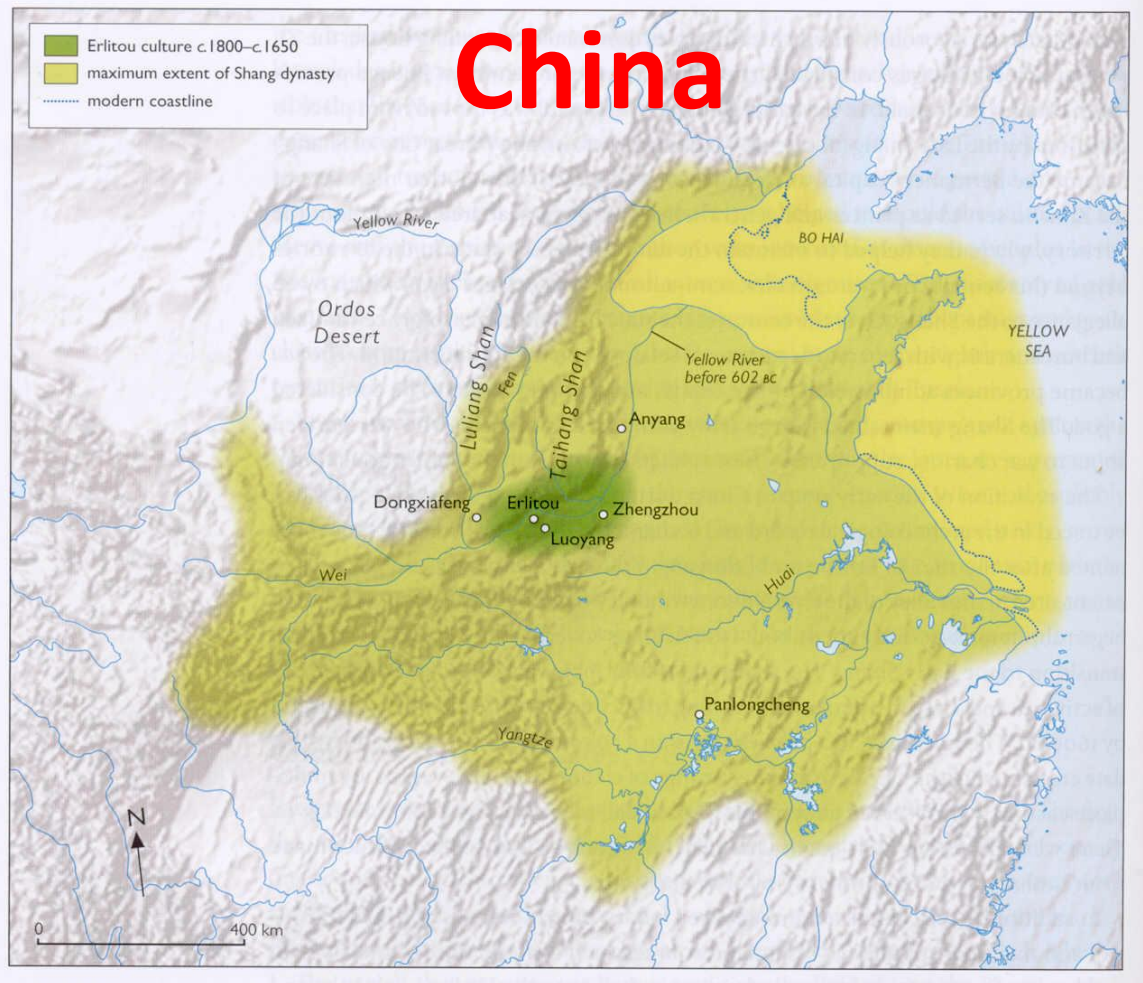 China
Erlitou culture c.1800–c.1650
maximum extent of Shang dynasty
modern coastline
Yellow River
BO HAI
Ordos
Desert
YELLOW
SEA
Luliang Shan
Fen
Taihang Shan
Yellow River
before 602 BC
Anyang
Dongxiafeng
Erlitou
Zhengzhou
Luoyang
Wei
Huai
Panlongcheng
Yangtze
N
0
400 km